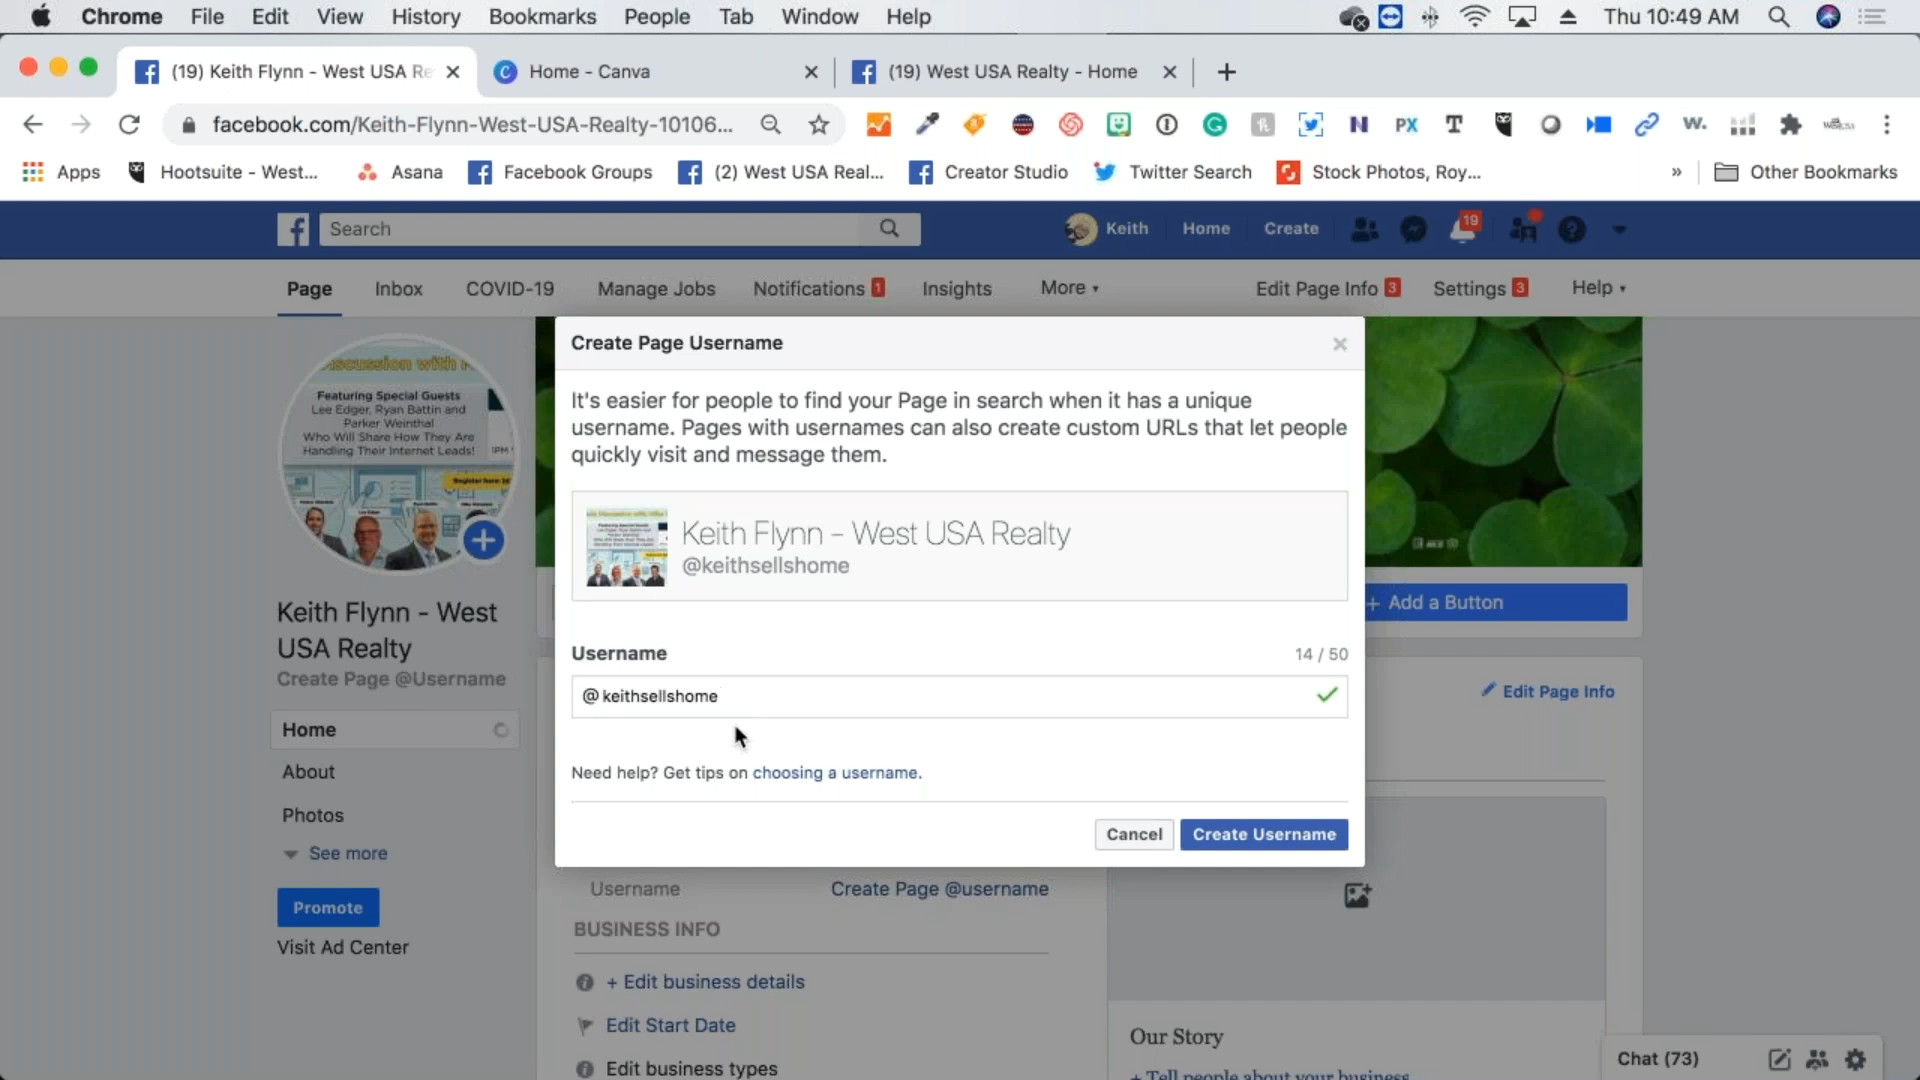 Chrome File Edit View History Bookmarks People Tab Window Help Thu 10:49 AM
(19) Keith Flynn - West USA Re Home - Canva (19) West USA Realty - Home
facebook.com/Keith-Flynn-West-USA-Realty-10106...
Apps Hootsuite - West... Asana Facebook Groups (2) West USA Real... Creator Studio Twitter Search Stock Photos, Roy... » Other Bookmarks
Search Keith Home Create 19
Page Inbox COVID-19 Manage Jobs Notifications 1 Insights More Edit Page Info 3 Settings 3 Help
Discussion with
Featuring Special Guests
Lee Edger, Ryan Battin and
Parker Weinthal
Who Will Share How They Are
Handling Their Internet Leads!
1PM
Keith Flynn - West
USA Realty
Create Page @Username
Home
About
Photos
See more
Promote
Visit Ad Center
Create Page Username
It's easier for people to find your Page in search when it has a unique
username. Pages with usernames can also create custom URLs that let people
quickly visit and message them.
Keith Flynn - West USA Realty
@keithsellshome
Username 14 / 50
@ keithsellshome
Need help? Get tips on choosing a username.
Cancel Create Username
+ Add a Button
Edit Page Info
Username Create Page @username
BUSINESS INFO
+ Edit business details
Edit Start Date
Edit business types
Our Story
+ Tell people about your business
Chat (73)